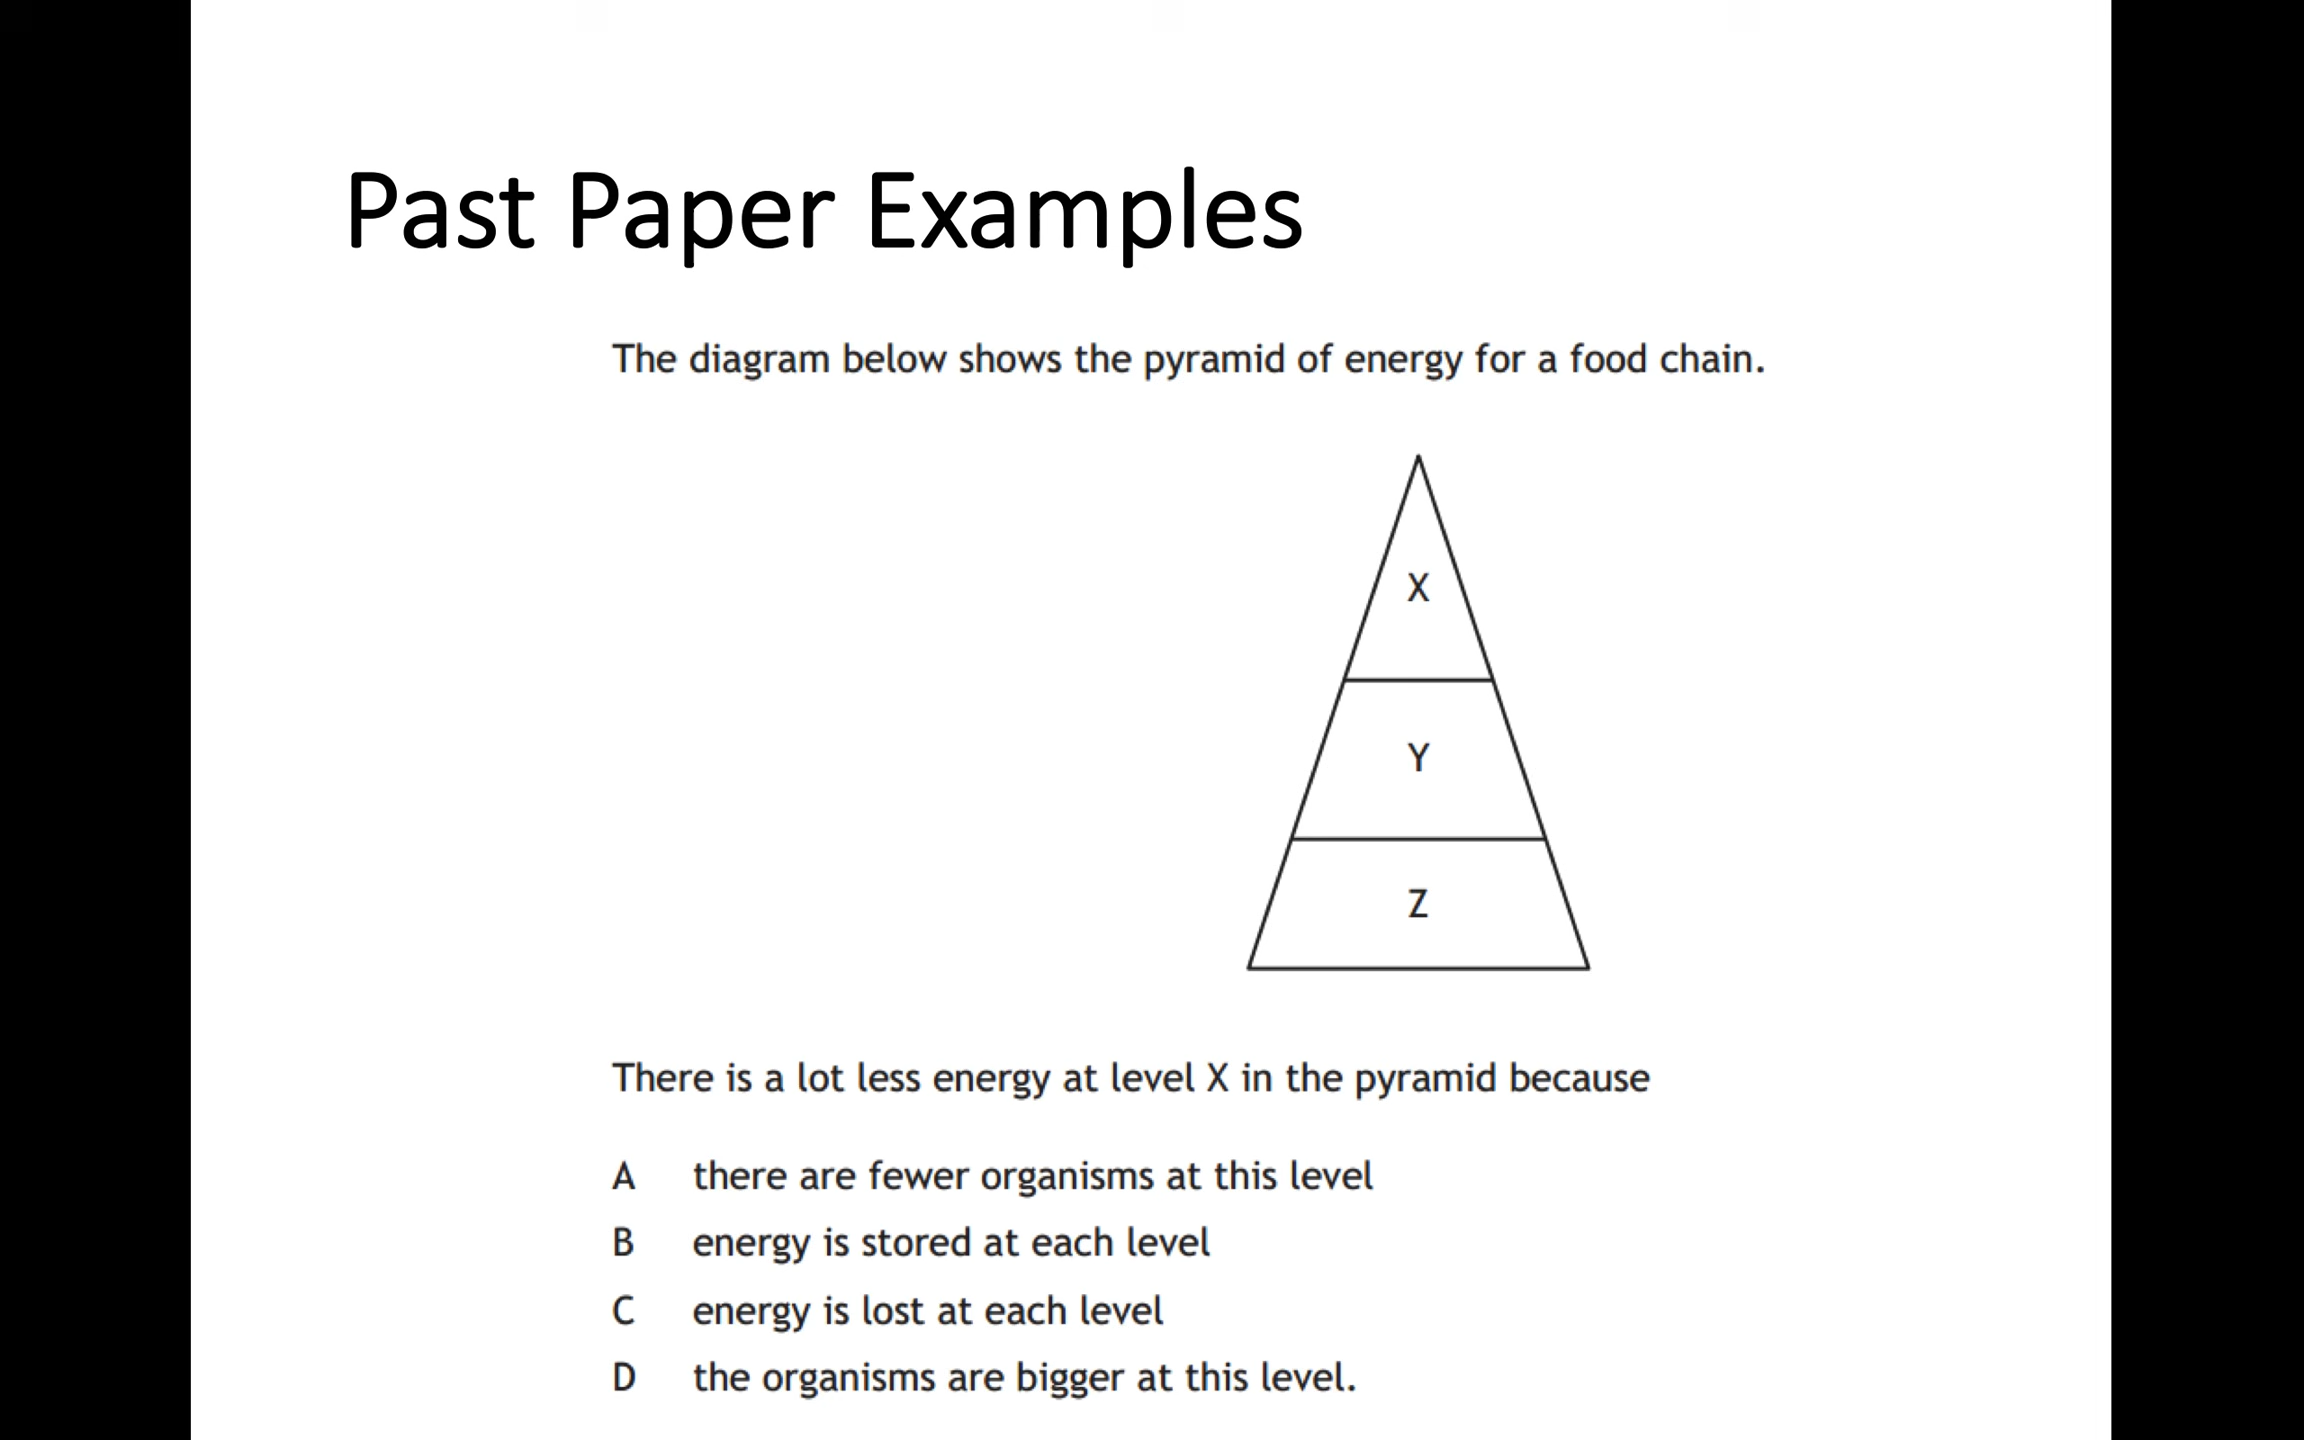 Past Paper Examples
The diagram below shows the pyramid of energy for a food chain.
X
Y
Z
There is a lot less energy at level X in the pyramid because
A there are fewer organisms at this level
B energy is stored at each level
C energy is lost at each level
D the organisms are bigger at this level.